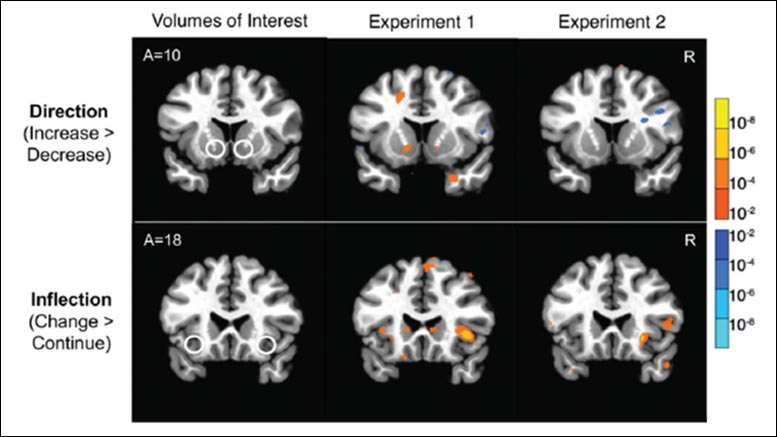 Volumes of Interest Experiment 1 Experiment 2
A=10 R
Direction
(Increase >
Decrease)
10-8
10-6
10-4
10-2
10-2
10-4
10-6
10-8
A=18 R
Inflection
(Change >
Continue)